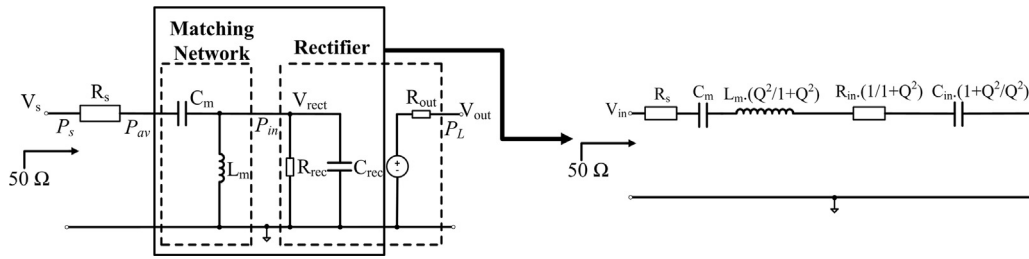 Matching
Network
Rectifier
Vs
Rs
Cm
Vrect
Rout
Vout
Ps
Pav
Pin
PL
50 Ω
Lm
Rrec
Crec
+
-
Vin
Rs
Cm
Lm.(Q²/1+Q²)
Rin.(1/1+Q²)
Cin.(1+Q²/Q²)
50 Ω